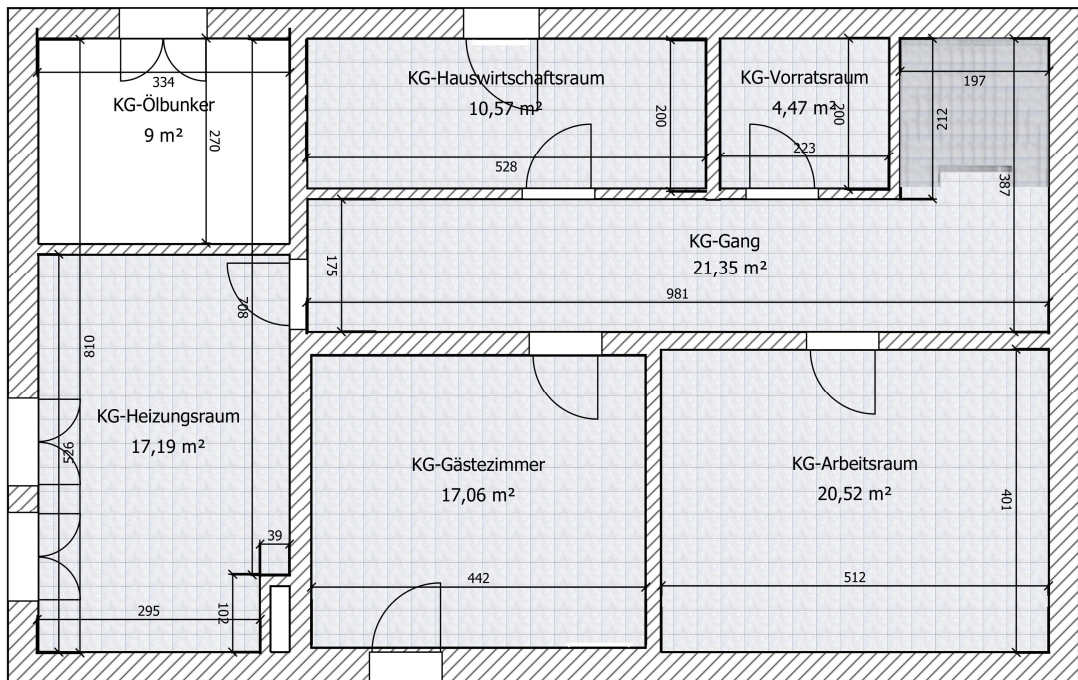 334
KG-Ölbunker
9 m²
270
KG-Hauswirtschaftsraum
10,57 m²
200
528
KG-Vorratsraum
4,47 m²
200
223
197
212
387
KG-Gang
21,35 m²
175
981
708
810
KG-Heizungsraum
17,19 m²
526
39
295
102
KG-Gästezimmer
17,06 m²
442
KG-Arbeitsraum
20,52 m²
401
512